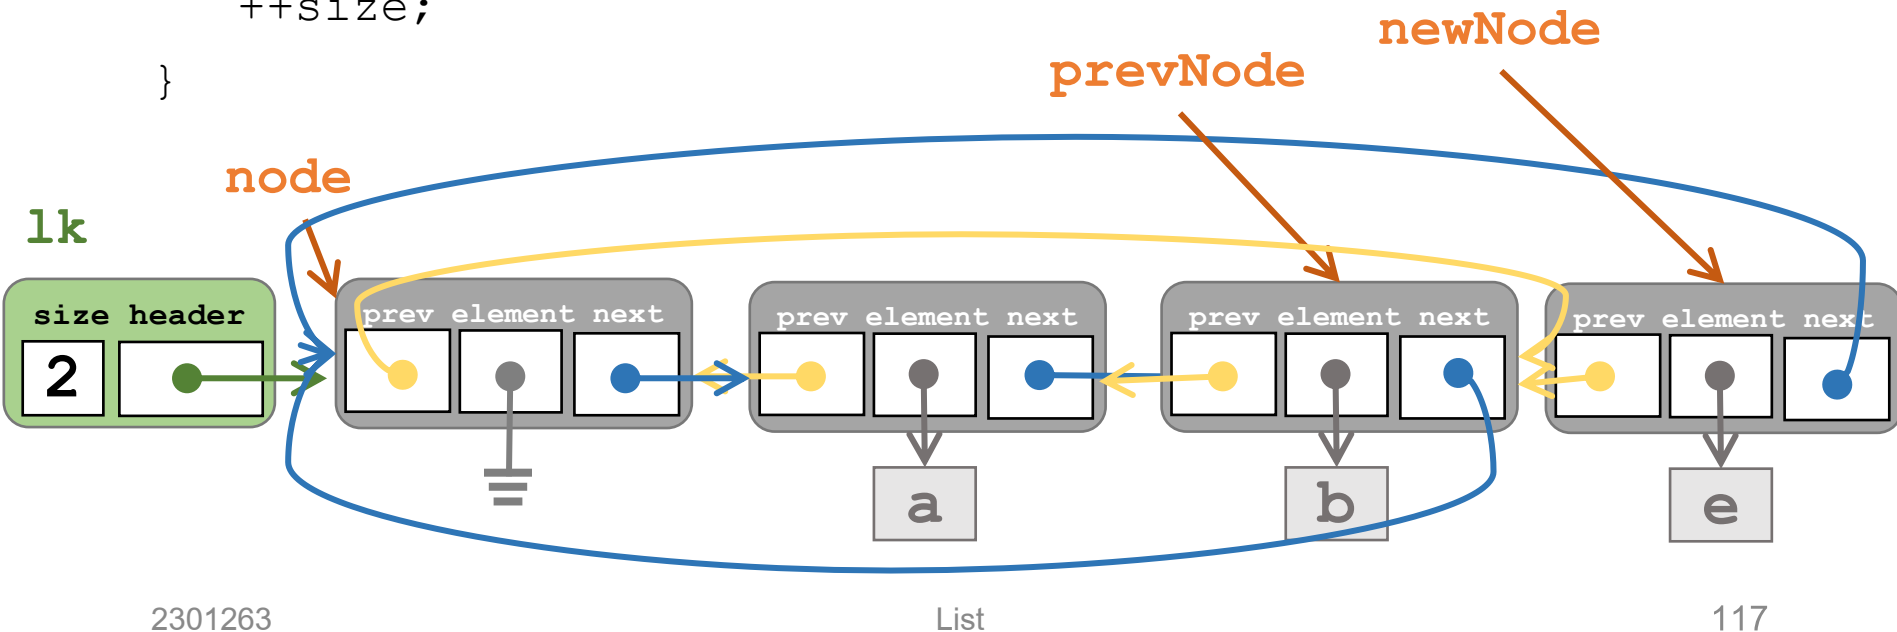 ++size;
}
newNode
prevNode
node
lk
size header
2
prev element next
prev element next
prev element next
prev element next
a
b
e
2301263
List
117